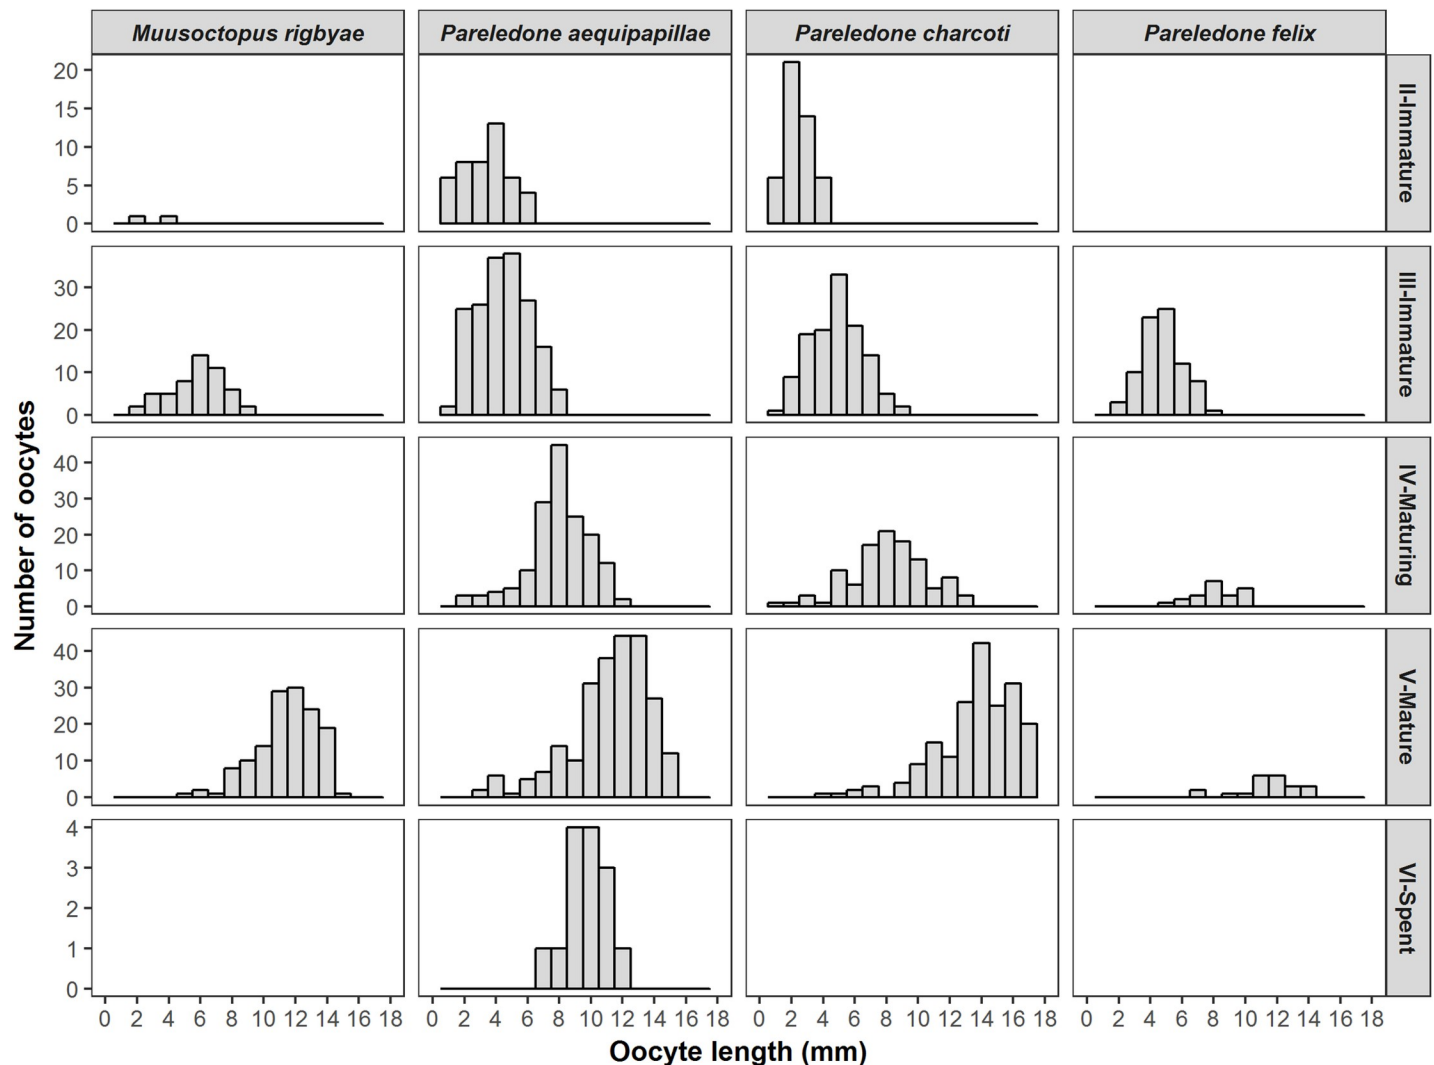 Muusoctopus rigbyae Pareledone aequipapillae Pareledone charcoti Pareledone felix
Number of oocytes
20
15
10
5
0
II-Immature
30
20
10
0
III-Immature
40
30
20
10
0
IV-Maturing
40
30
20
10
0
V-Mature
4
3
2
1
0
VI-Spent
0 2 4 6 8 10 12 14 16 18 0 2 4 6 8 10 12 14 16 18 0 2 4 6 8 10 12 14 16 18 0 2 4 6 8 10 12 14 16 18
Oocyte length (mm)